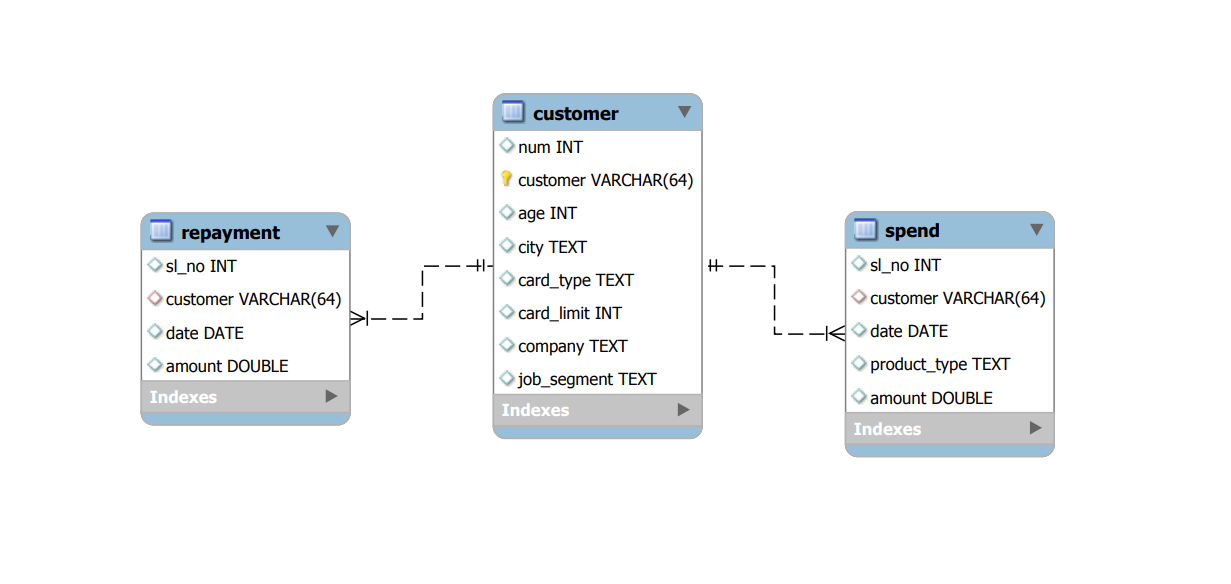 repayment
sl_no INT
customer VARCHAR(64)
date DATE
amount DOUBLE
Indexes
customer
num INT
customer VARCHAR(64)
age INT
city TEXT
card_type TEXT
card_limit INT
company TEXT
job_segment TEXT
Indexes
spend
sl_no INT
customer VARCHAR(64)
date DATE
product_type TEXT
amount DOUBLE
Indexes